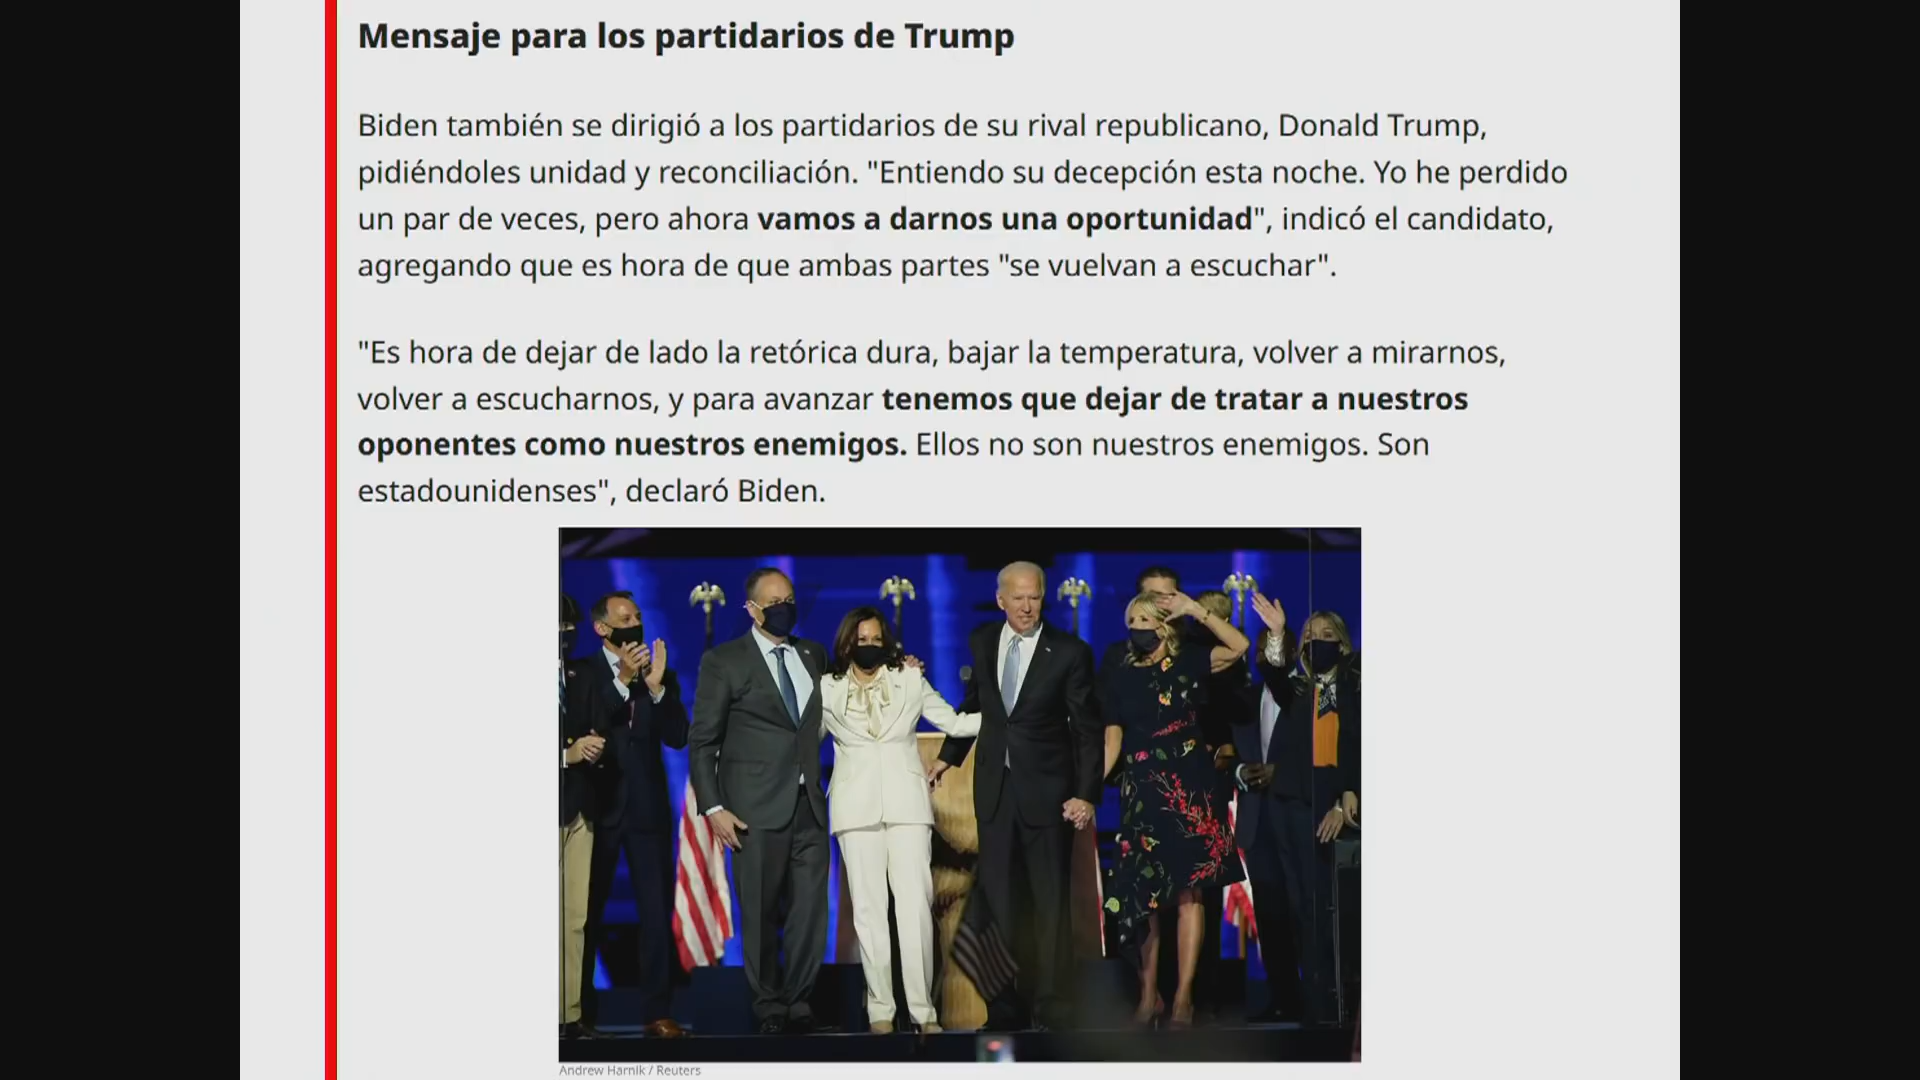 Mensaje para los partidarios de Trump
Biden también se dirigió a los partidarios de su rival republicano, Donald Trump,
pidiéndoles unidad y reconciliación. "Entiendo su decepción esta noche. Yo he perdido
un par de veces, pero ahora vamos a darnos una oportunidad", indicó el candidato,
agregando que es hora de que ambas partes "se vuelvan a escuchar".
"Es hora de dejar de lado la retórica dura, bajar la temperatura, volver a mirarnos,
volver a escucharnos, y para avanzar tenemos que dejar de tratar a nuestros
oponentes como nuestros enemigos. Ellos no son nuestros enemigos. Son
estadounidenses", declaró Biden.
Andrew Harnik / Reuters